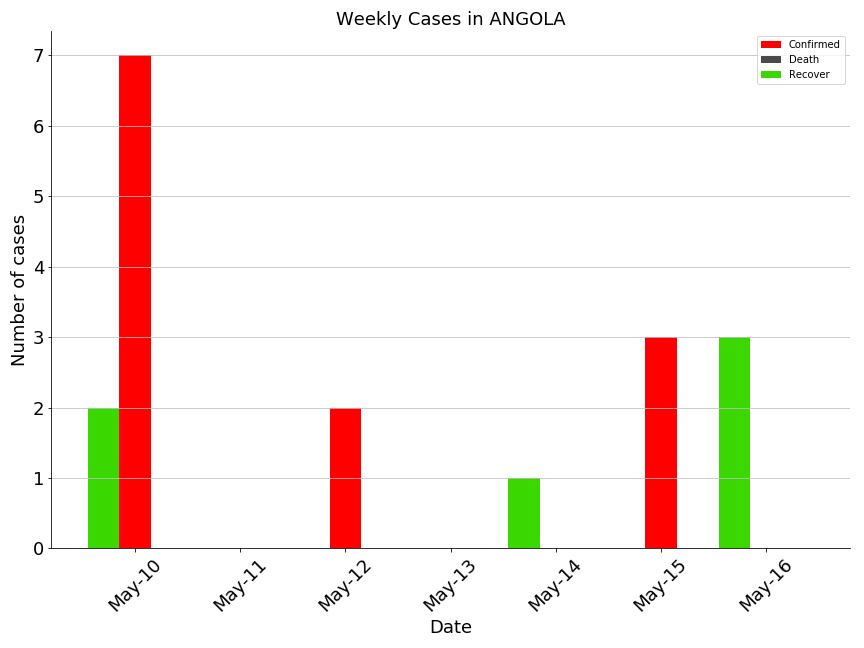 Weekly Cases in ANGOLA
Confirmed
Death
Recover
Number of cases
7
6
5
4
3
2
1
0
May-10
May-11
May-12
May-13
May-14
May-15
May-16
Date